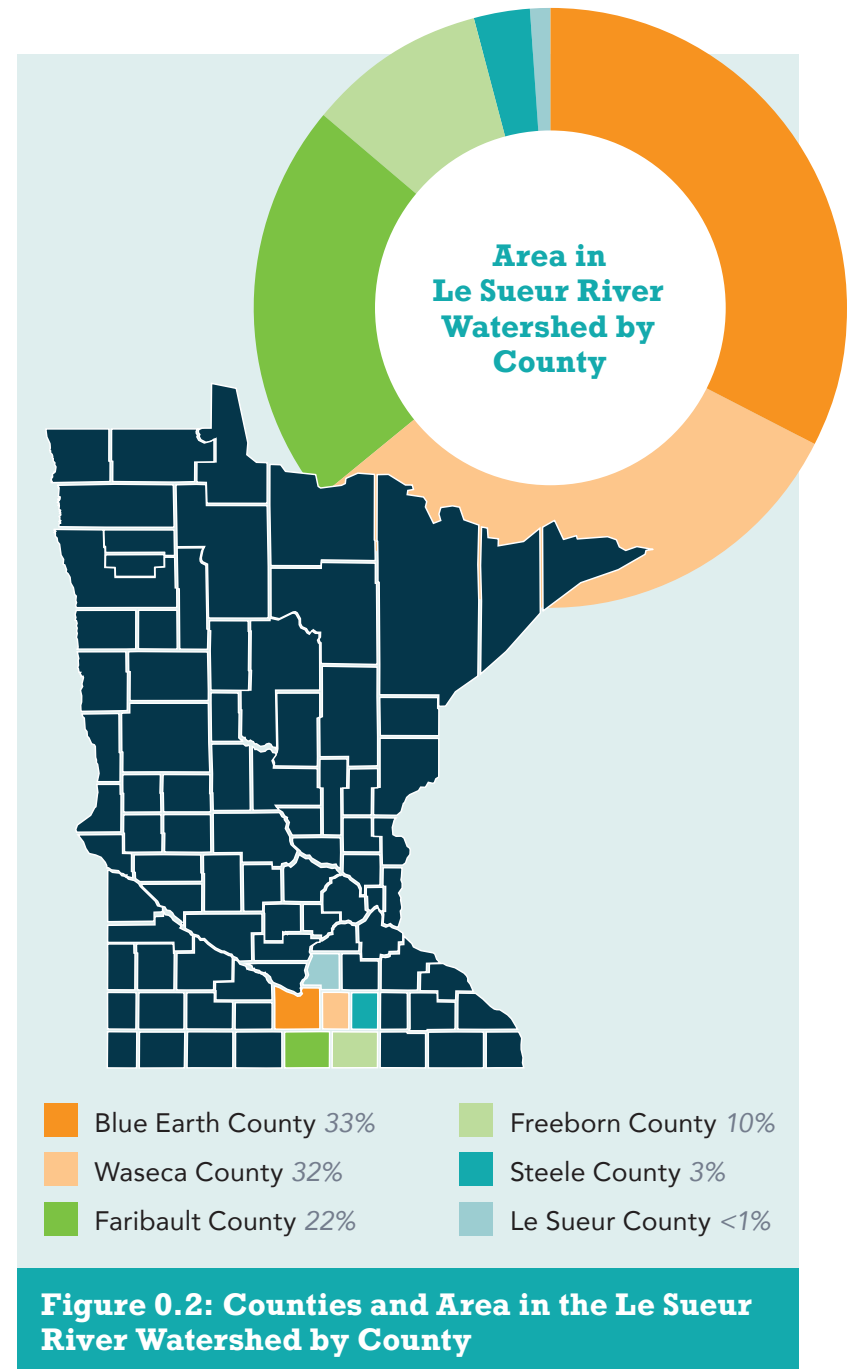 Area in
Le Sueur River
Watershed by
County
Blue Earth County 33%
Waseca County 32%
Faribault County 22%
Freeborn County 10%
Steele County 3%
Le Sueur County <1%
Figure 0.2: Counties and Area in the Le Sueur
River Watershed by County